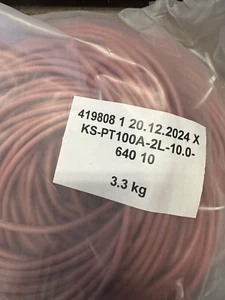 419808 1 20.12.2024 X
KS-PT100A-2L-10.0-
640 10
3.3 kg